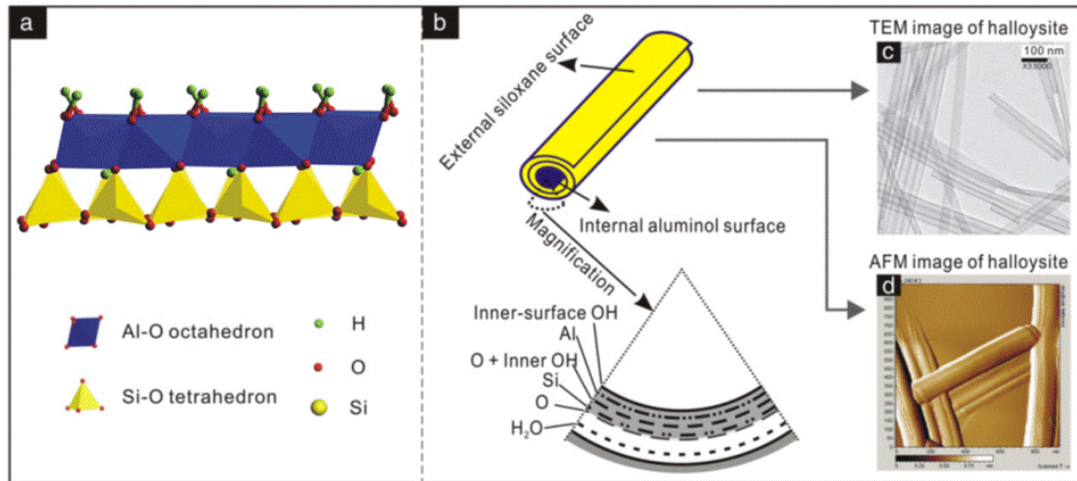 a
Al-O octahedron
Si-O tetrahedron
H
O
Si
b
External siloxane surface
Internal aluminol surface
Magnification
Inner-surface OH
Al
O + Inner OH
Si
O
H₂O
TEM image of halloysite
c
100 nm
X33000
AFM image of halloysite
d